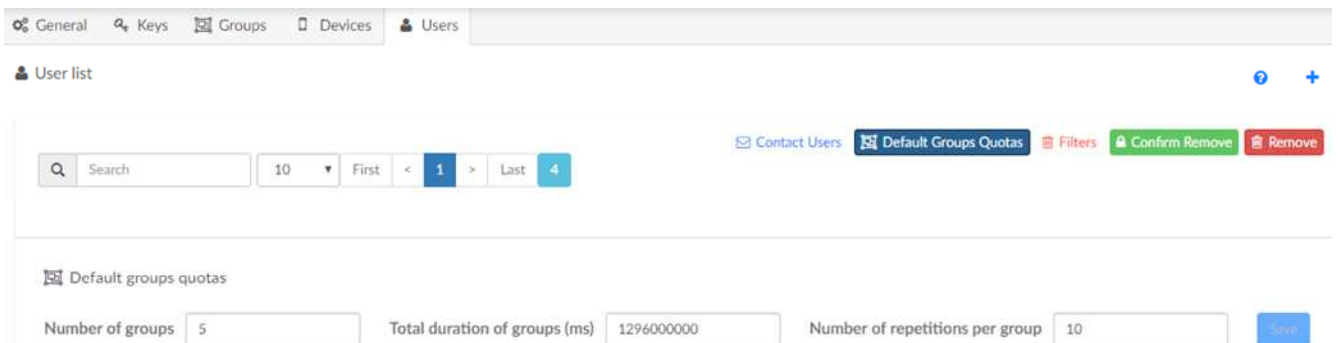 General Keys Groups Devices Users
User list
Contact Users Default Groups Quotas Filters Confirm Remove Remove
Search 10 First < 1 > Last 4
Default groups quotas
Number of groups 5 Total duration of groups (ms) 1296000000 Number of repetitions per group 10 Save